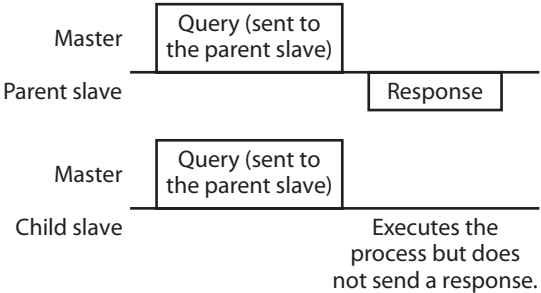 Master
Query (sent to
the parent slave)
Parent slave
Response
Master
Query (sent to
the parent slave)
Child slave
Executes the
process but does
not send a response.